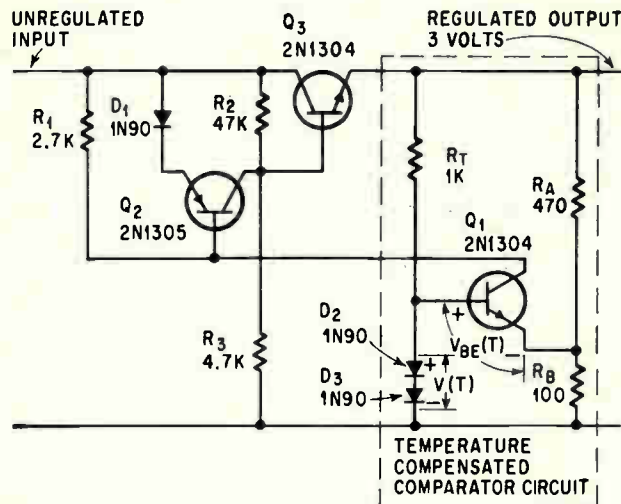 UNREGULATED
INPUT
Q3
2N1304
REGULATED OUTPUT
3 VOLTS
R1
2.7K
D1
1N90
R2
47K
RT
1K
RA
470
Q2
2N1305
Q1
2N1304
R3
4.7K
D2
1N90
+
VBE(T)
−
D3
1N90
+
V(T)
−
RB
100
TEMPERATURE
COMPENSATED
COMPARATOR CIRCUIT